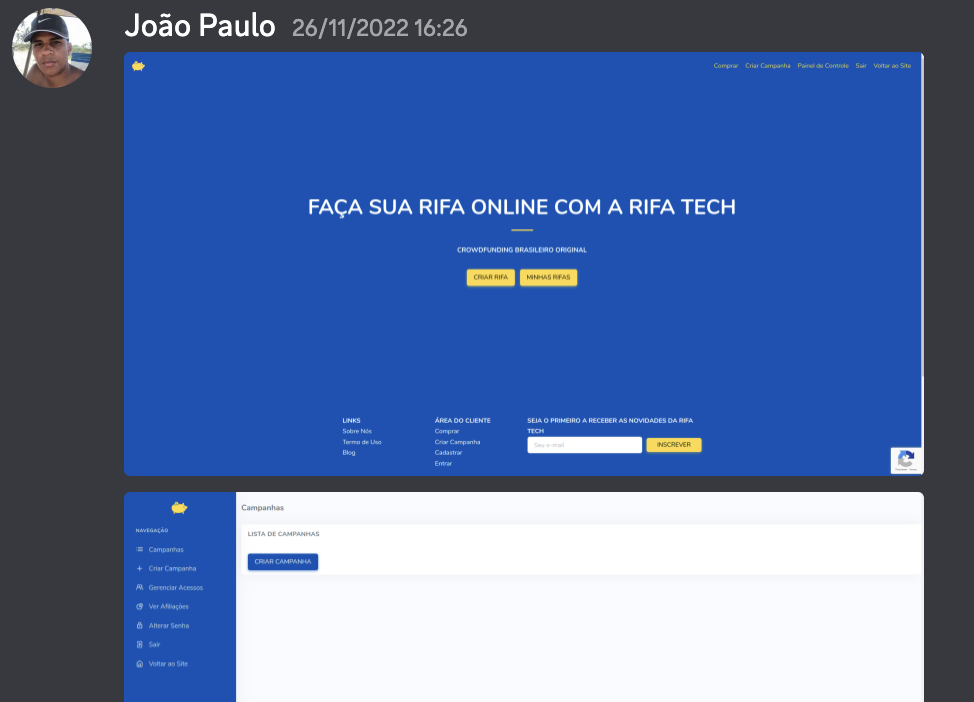 João Paulo 26/11/2022 16:26
Comprar Criar Campanha Painel de Controle Sair Voltar ao Site
FAÇA SUA RIFA ONLINE COM A RIFA TECH
CROWDFUNDING BRASILEIRO ORIGINAL
CRIAR RIFA MINHAS RIFAS
LINKS
Sobre Nós
Termo de Uso
Blog
ÁREA DO CLIENTE
Comprar
Criar Campanha
Cadastrar
Entrar
SEJA O PRIMEIRO A RECEBER AS NOVIDADES DA RIFA
TECH
Seu e-mail INSCREVER
NAVEGAÇÃO
Campanhas
Criar Campanha
Gerenciar Acessos
Ver Afiliações
Alterar Senha
Sair
Voltar ao Site
Campanhas
LISTA DE CAMPANHAS
CRIAR CAMPANHA